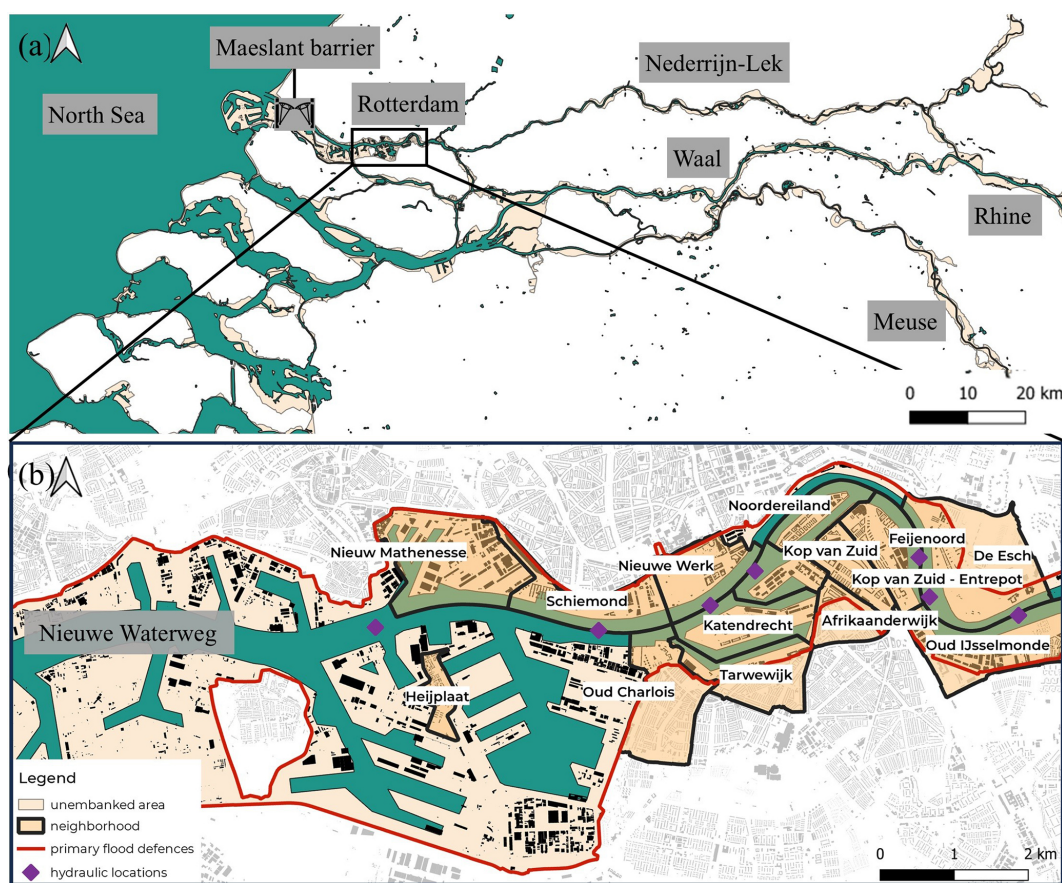 (a)
Maeslant barrier
Nederrijn-Lek
North Sea
Rotterdam
Waal
Rhine
Meuse
0 10 20 km
(b)
Noordereiland
Nieuw Mathenesse
Kop van Zuid
Feijenoord
Nieuwe Werk
De Esch
Kop van Zuid - Entrepot
Schiemond
Nieuwe Waterweg
Katendrecht
Afrikaanderwijk
Oud IJsselmonde
Tarwewijk
Heijplaat
Oud Charlois
Legend
unembanked area
neighborhood
primary flood defences
hydraulic locations
0 1 2 km